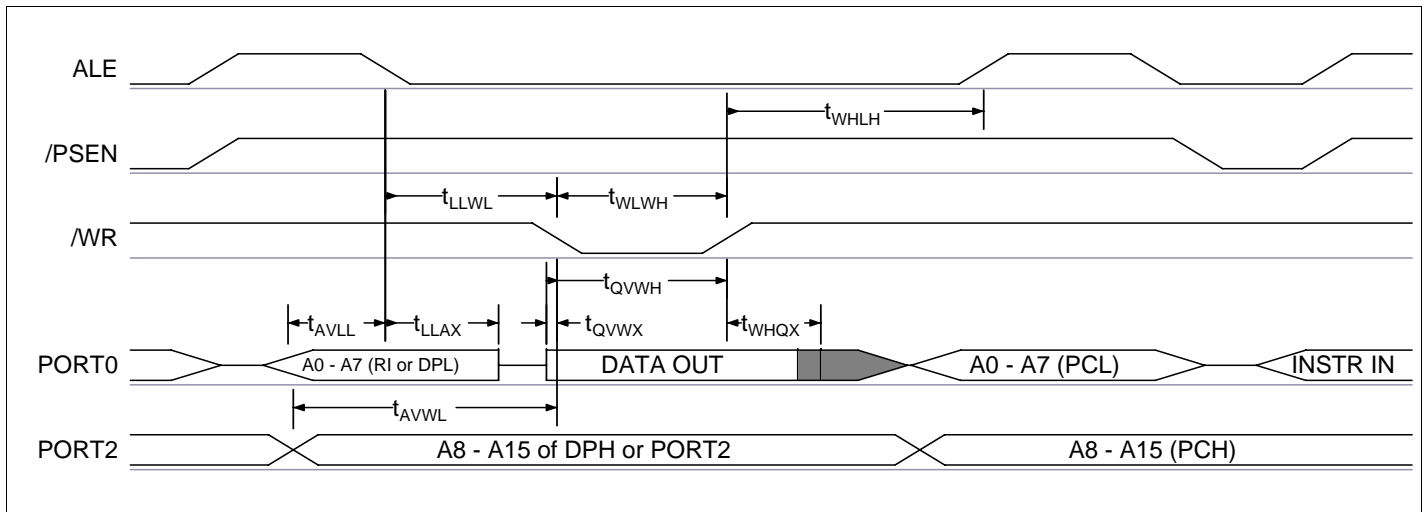 ALE
tWHLH
/PSEN
tLLWL
tWLWH
/WR
tQVWH
tAVLL
tLLAX
tQVWX
tWHQX
PORT0
A0 - A7 (RI or DPL)
DATA OUT
A0 - A7 (PCL)
INSTR IN
tAVWL
PORT2
A8 - A15 of DPH or PORT2
A8 - A15 (PCH)